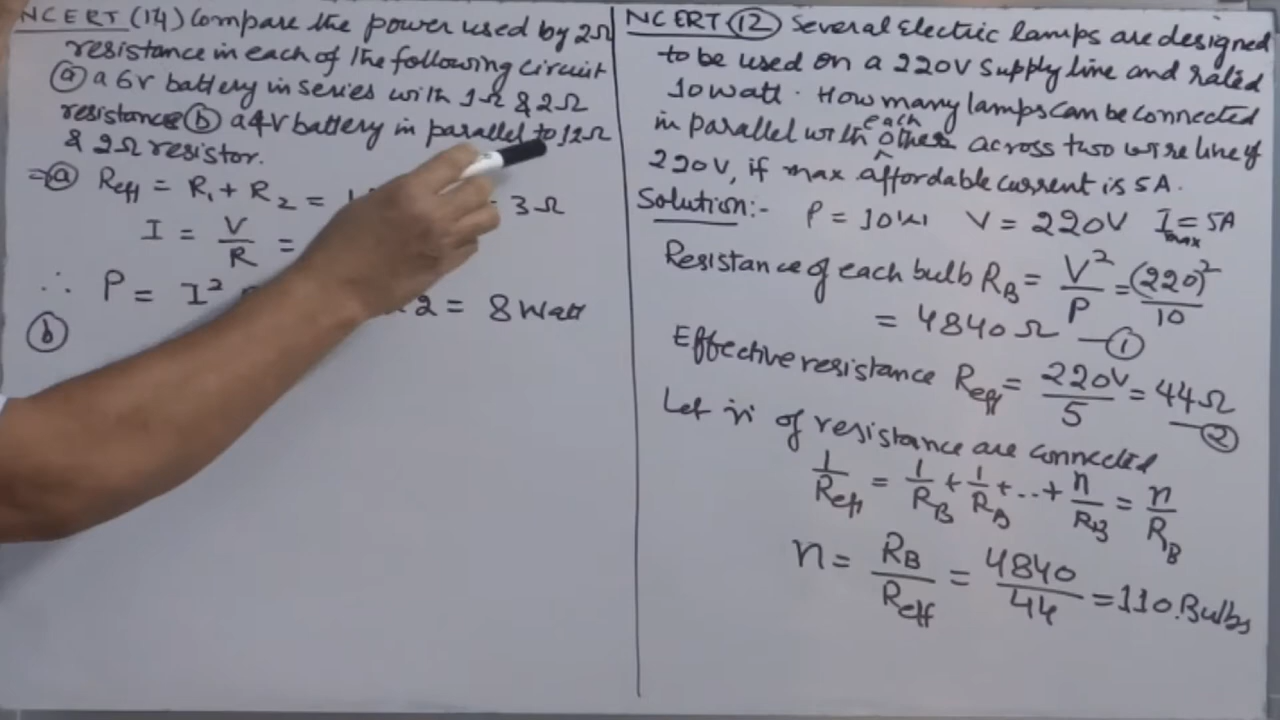 NCERT (14) Compare the power used by 2Ω
resistance in each of the following circuit
(a) a 6V battery in series with 1Ω & 2Ω
resistances (b) a 4V battery in parallel to 12Ω
& 2Ω resistor.
⇒ (a) Reff = R1 + R2 = 3Ω
I = V/R =
∴ P = I² 2 = 8 Watt
(b)
NCERT (12) Several Electric lamps are designed
to be used on a 220V supply line and rated
10watt. How many lamps can be connected
in parallel with each other across two wire line of
220V, if max affordable current is 5A.
Solution:- P = 10W V = 220V Imax = 5A
Resistance of each bulb RB = V²/P = (220)²/10
= 4840Ω —(1)
Effective resistance Reff = 220V/5 = 44Ω
—(2)
Let 'n' of resistance are connected
1/Reff = 1/RB + 1/RB + ... + n/RB = n/RB
n = RB/Reff = 4840/44 = 110.Bulbs